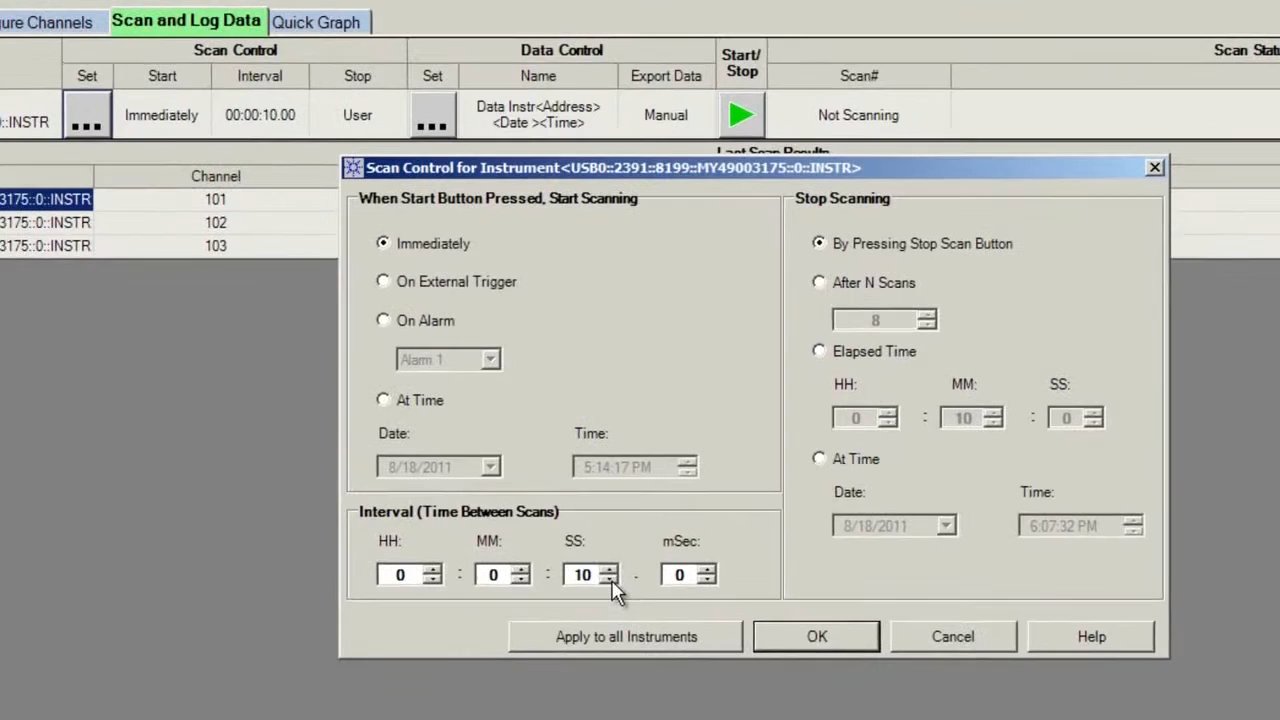 ure Channels Scan and Log Data Quick Graph
Scan Control Data Control Start/ Stop Scan Statu
Set Start Interval Stop Set Name Export Data Scan#
0::INSTR ... Immediately 00:00:10.00 User ... Data Instr<Address> <Date ><Time> Manual Not Scanning
Last Scan Results
Channel
3175::0::INSTR 101
3175::0::INSTR 102
3175::0::INSTR 103
Scan Control for Instrument<USB0::2391::8199::MY49003175::0::INSTR>
When Start Button Pressed, Start Scanning
Immediately
On External Trigger
On Alarm
Alarm 1
At Time
Date: Time:
8/18/2011 5:14:17 PM
Interval (Time Between Scans)
HH: MM: SS: mSec:
0 : 0 : 10 . 0
Stop Scanning
By Pressing Stop Scan Button
After N Scans
8
Elapsed Time
HH: MM: SS:
0 : 10 : 0
At Time
Date: Time:
8/18/2011 6:07:32 PM
Apply to all Instruments OK Cancel Help